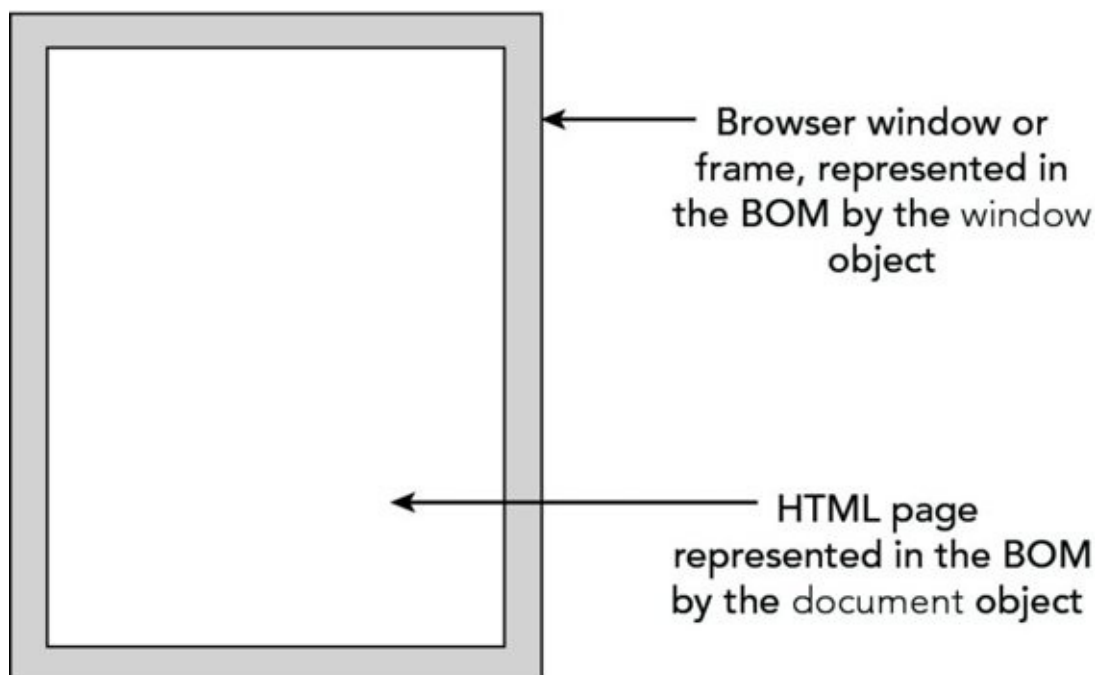 Browser window or
frame, represented in
the BOM by the window
object
HTML page
represented in the BOM
by the document object